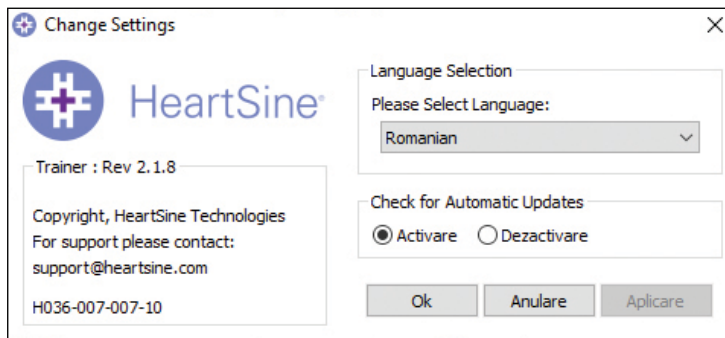 Change Settings
HeartSine®
Trainer : Rev 2.1.8
Copyright, HeartSine Technologies
For support please contact:
support@heartsine.com
H036-007-007-10
Language Selection
Please Select Language:
Romanian
Check for Automatic Updates
Activare Dezactivare
Ok Anulare Aplicare